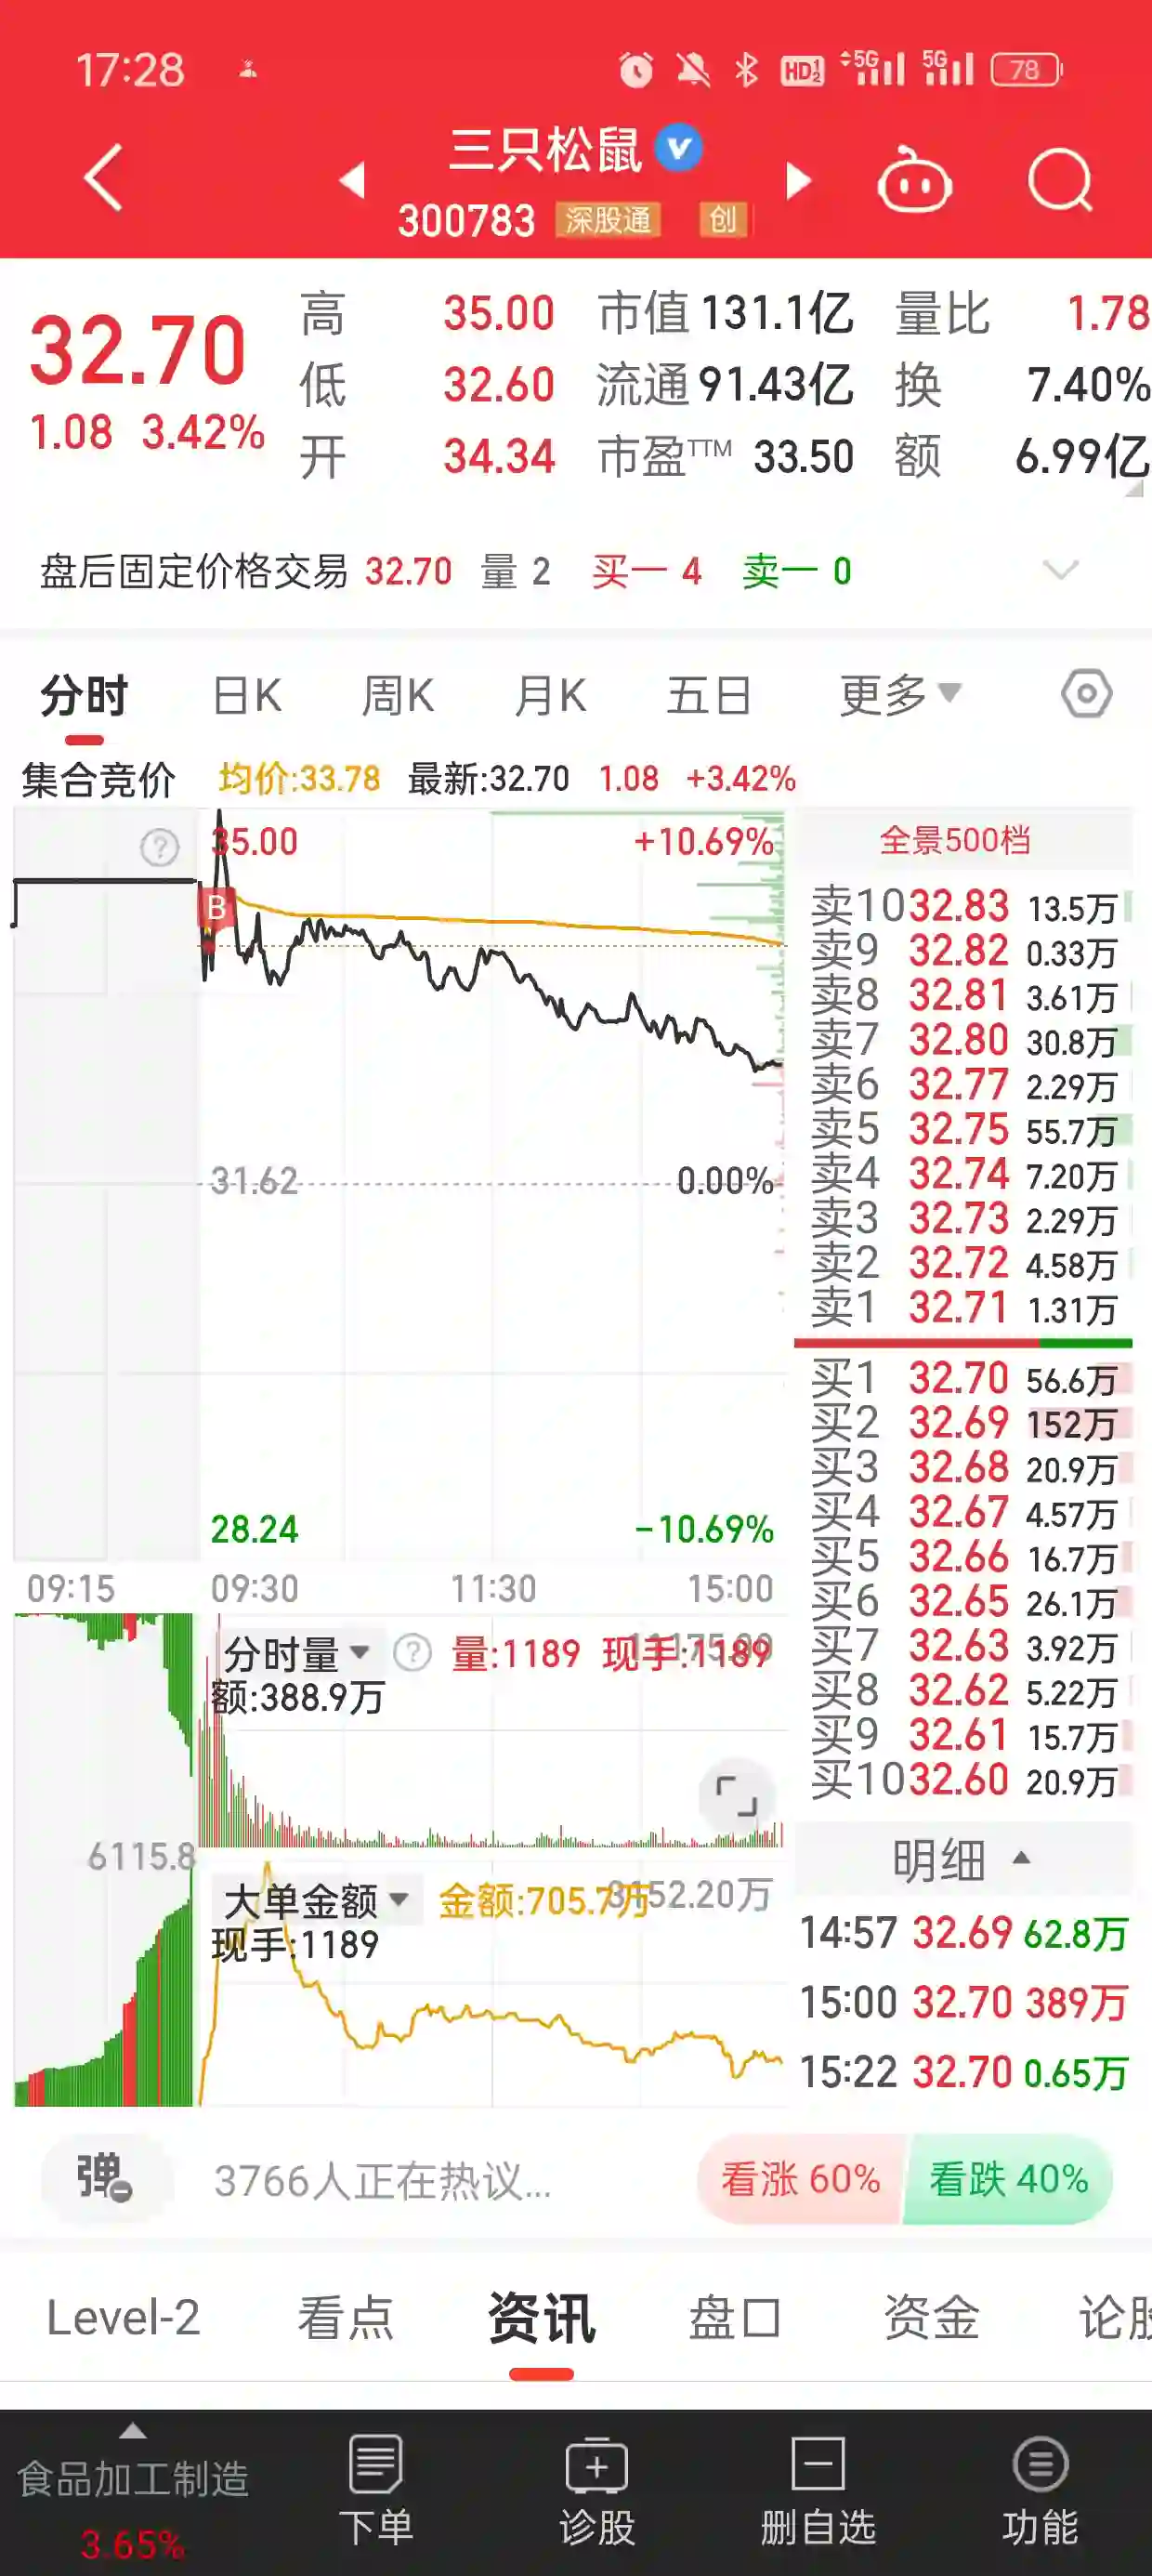 17:28
HD 1 2 5G 5G 78
三只松鼠
300783 深股通 创
32.70
1.08 3.42%
高 35.00 市值 131.1亿 量比 1.78
低 32.60 流通 91.43亿 换 7.40%
开 34.34 市盈TTM 33.50 额 6.99亿
盘后固定价格交易 32.70 量 2 买一 4 卖一 0
分时 日K 周K 月K 五日 更多
集合竞价 均价:33.78 最新:32.70 1.08 +3.42%
35.00 +10.69%
B
31.62 0.00%
28.24 -10.69%
09:15 09:30 11:30 15:00
分时量 量:1189 现手:1189
额:388.9万
6115.8
大单金额 金额:705.7万
现手:1189
全景500档
卖10 32.83 13.5万
卖9 32.82 0.33万
卖8 32.81 3.61万
卖7 32.80 30.8万
卖6 32.77 2.29万
卖5 32.75 55.7万
卖4 32.74 7.20万
卖3 32.73 2.29万
卖2 32.72 4.58万
卖1 32.71 1.31万
买1 32.70 56.6万
买2 32.69 152万
买3 32.68 20.9万
买4 32.67 4.57万
买5 32.66 16.7万
买6 32.65 26.1万
买7 32.63 3.92万
买8 32.62 5.22万
买9 32.61 15.7万
买10 32.60 20.9万
明细
14:57 32.69 62.8万
15:00 32.70 389万
15:22 32.70 0.65万
弹 3766人正在热议... 看涨 60% 看跌 40%
Level-2 看点 资讯 盘口 资金 论股
食品加工制造
3.65%
下单 诊股 删自选 功能